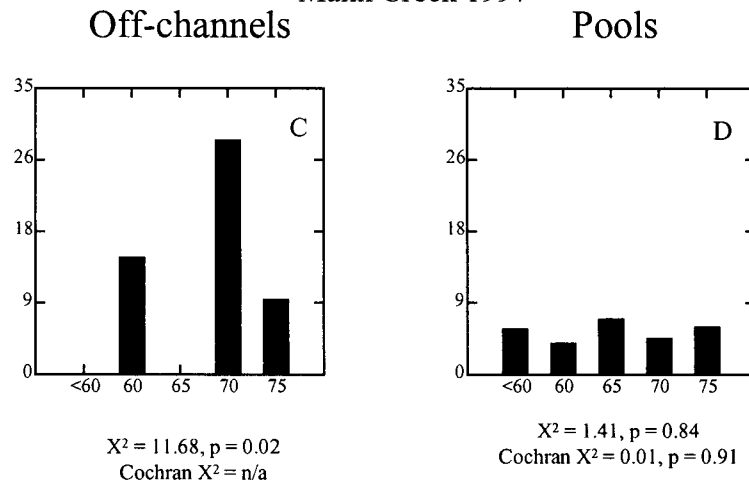 Creek
Off-channels
Pools
35
26
18
9
0
C
<60 60 65 70 75
X² = 11.68, p = 0.02
Cochran X² = n/a
35
26
18
9
0
D
<60 60 65 70 75
X² = 1.41, p = 0.84
Cochran X² = 0.01, p = 0.91